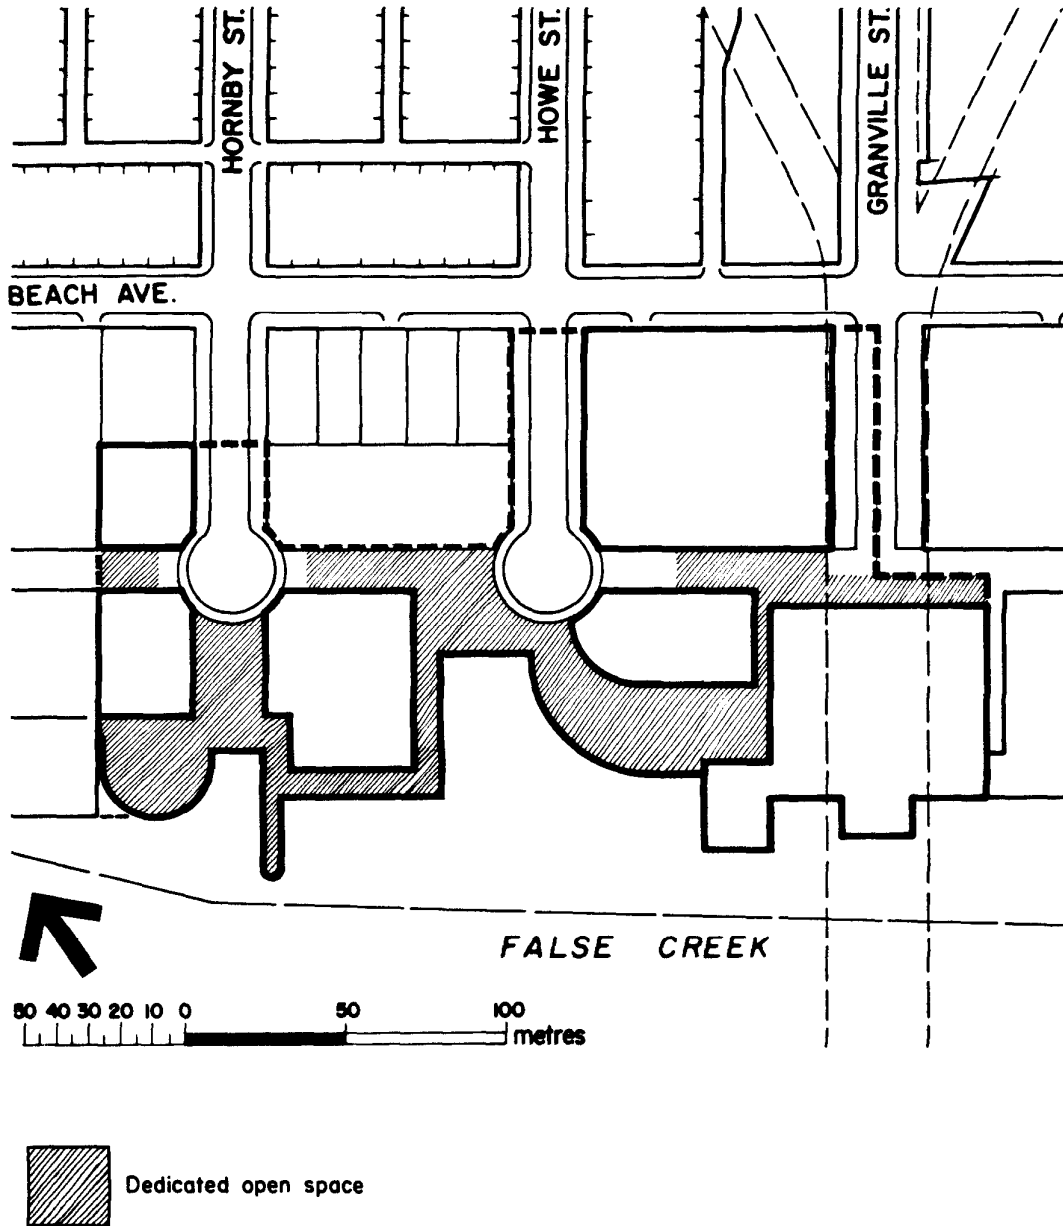 HORNBY ST.
HOWE ST.
GRANVILLE ST.
BEACH AVE.
FALSE CREEK
50 40 30 20 10 0 50 100
metres
Dedicated open space